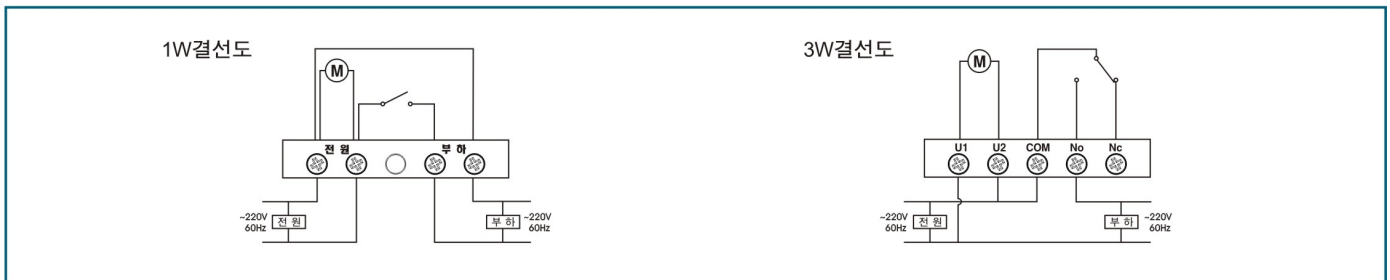 1W결선도
M
전 원 부 하
~220V 60Hz
전 원
부 하
~220V 60Hz
3W결선도
M
U1 U2 COM No Nc
~220V 60Hz
전 원
부 하
~220V 60Hz